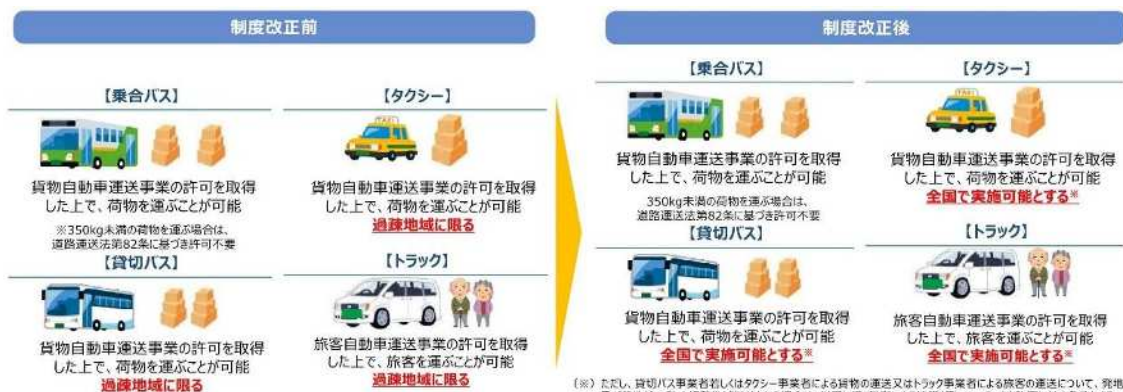 制度改正前
【乗合バス】
貨物自動車運送事業の許可を取得
した上で、荷物を運ぶことが可能
※350kg未満の荷物を運ぶ場合は、
道路運送法第82条に基づき許可不要
【タクシー】
TAXI
貨物自動車運送事業の許可を取得
した上で、荷物を運ぶことが可能
過疎地域に限る
【貸切バス】
貨物自動車運送事業の許可を取得
した上で、荷物を運ぶことが可能
過疎地域に限る
【トラック】
旅客自動車運送事業の許可を取得
した上で、旅客を運ぶことが可能
過疎地域に限る
制度改正後
【乗合バス】
貨物自動車運送事業の許可を取得
した上で、荷物を運ぶことが可能
350kg未満の荷物を運ぶ場合は、
道路運送法第82条に基づき許可不要
【タクシー】
TAXI
貨物自動車運送事業の許可を取得
した上で、荷物を運ぶことが可能
全国で実施可能とする※
【貸切バス】
貨物自動車運送事業の許可を取得
した上で、荷物を運ぶことが可能
全国で実施可能とする※
【トラック】
旅客自動車運送事業の許可を取得
した上で、旅客を運ぶことが可能
全国で実施可能とする※
(※) ただし、貸切バス事業者若しくはタクシー事業者による貨物の運送又はトラック事業者による旅客の運送について、発地